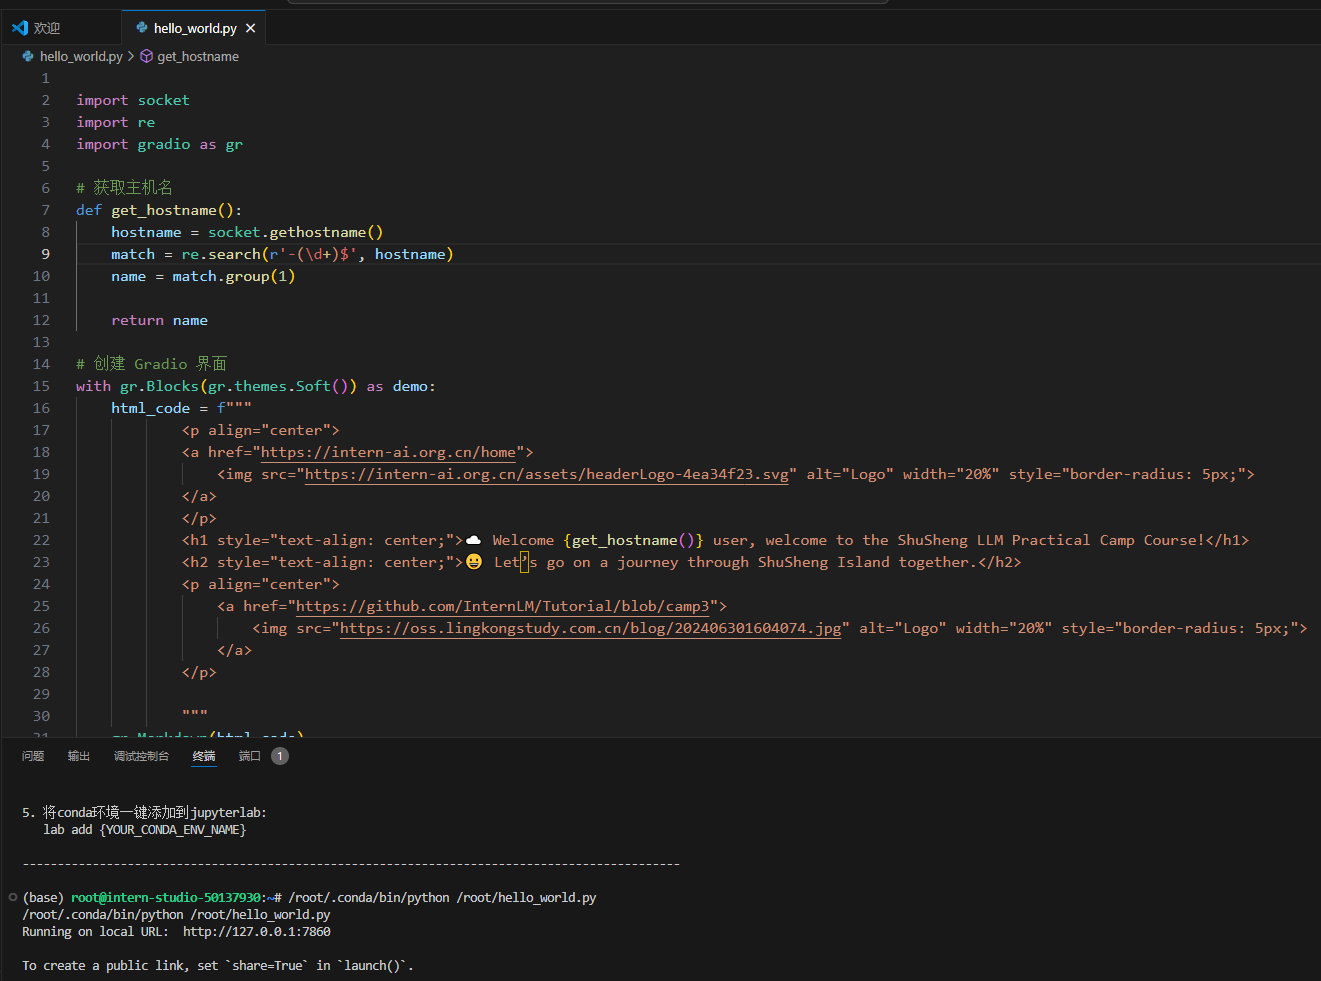 欢迎
hello_world.py
hello_world.py > get_hostname
1
2 import socket
3 import re
4 import gradio as gr
5
6 # 获取主机名
7 def get_hostname():
8 hostname = socket.gethostname()
9 match = re.search(r'-(\d+)$', hostname)
10 name = match.group(1)
11
12 return name
13
14 # 创建 Gradio 界面
15 with gr.Blocks(gr.themes.Soft()) as demo:
16 html_code = f"""
17 <p align="center">
18 <a href="https://intern-ai.org.cn/home">
19 <img src="https://intern-ai.org.cn/assets/headerLogo-4ea34f23.svg" alt="Logo" width="20%" style="border-radius: 5px;">
20 </a>
21 </p>
22 <h1 style="text-align: center;">☁️ Welcome {get_hostname()} user, welcome to the ShuSheng LLM Practical Camp Course!</h1>
23 <h2 style="text-align: center;">😀 Let’s go on a journey through ShuSheng Island together.</h2>
24 <p align="center">
25 <a href="https://github.com/InternLM/Tutorial/blob/camp3">
26 <img src="https://oss.lingkongstudy.com.cn/blog/202406301604074.jpg" alt="Logo" width="20%" style="border-radius: 5px;">
27 </a>
28 </p>
29
30 """
31 gr.Markdown(html_code)
问题 输出 调试控制台 终端 端口 1
5. 将conda环境一键添加到jupyterlab:
lab add {YOUR_CONDA_ENV_NAME}
----------------------------------------------------------------------------------------------
(base) root@intern-studio-50137930:~# /root/.conda/bin/python /root/hello_world.py
/root/.conda/bin/python /root/hello_world.py
Running on local URL:  http://127.0.0.1:7860
To create a public link, set `share=True` in `launch()`.